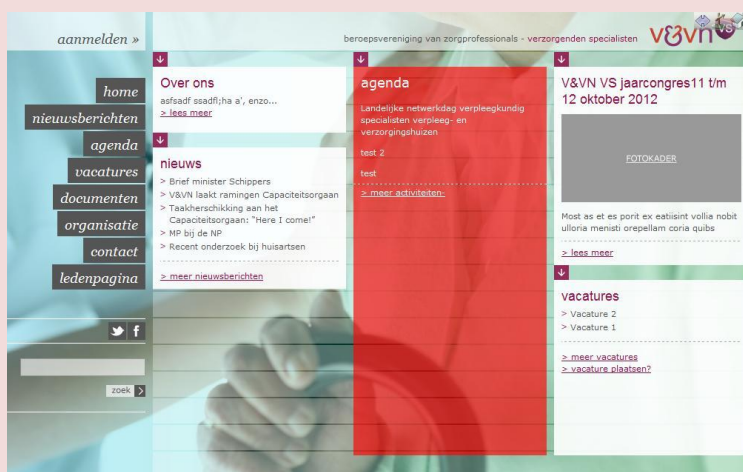 aanmelden »
beroepsvereniging van zorgprofessionals - verzorgenden specialisten
V&VN VS
home
nieuwsberichten
agenda
vacatures
documenten
organisatie
contact
ledenpagina
zoek
Over ons
asfsadf ssadfl;ha a', enzo...
> lees meer
nieuws
> Brief minister Schippers
> V&VN laakt ramingen Capaciteitsorgaan
> Taakherschikking aan het
Capaciteitsorgaan: "Here I come!"
> MP bij de NP
> Recent onderzoek bij huisartsen
> meer nieuwsberichten
agenda
Landelijke netwerkdag verpleegkundig
specialisten verpleeg- en
verzorgingshuizen
test 2
test
> meer activiteiten-
V&VN VS jaarcongres11 t/m
12 oktober 2012
FOTOKADER
Most as et es porit ex eatiisint vollia nobit
ulloria menisti orepellam coria quibs
> lees meer
vacatures
> Vacature 2
> Vacature 1
> meer vacatures
> vacature plaatsen?